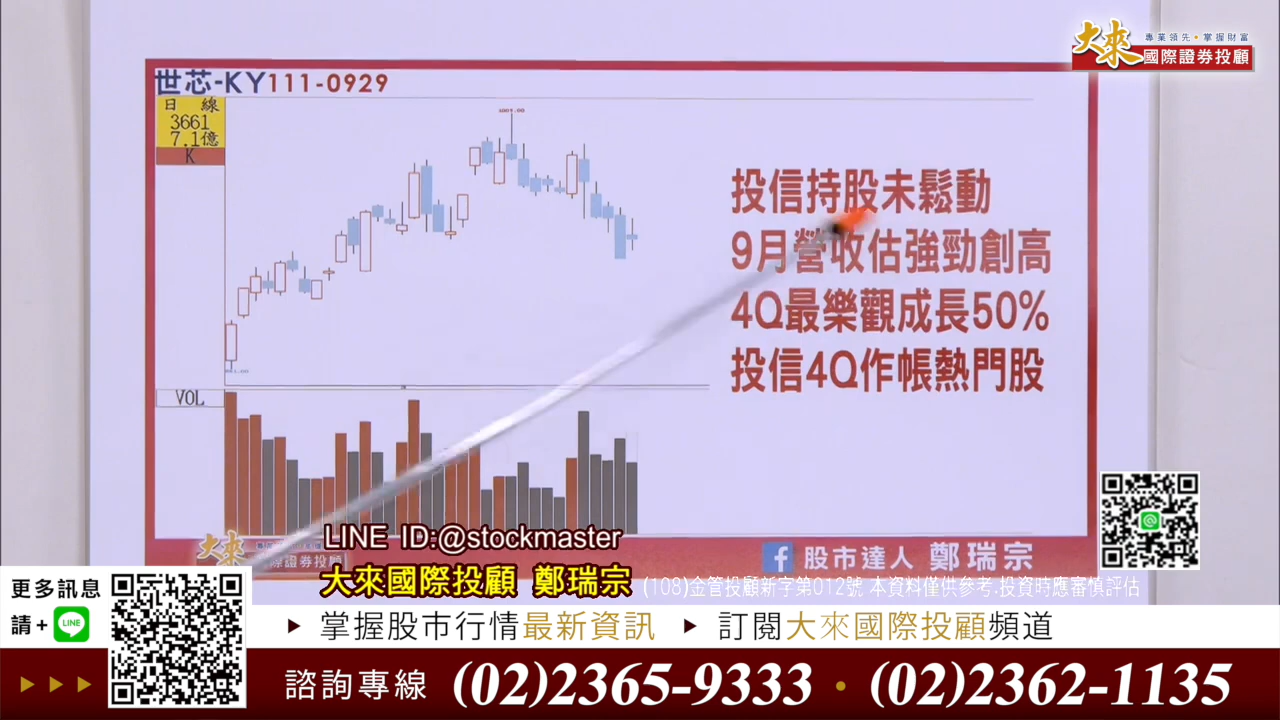 大來
專業領先•掌握財富
國際證券投顧
世芯-KY111-0929
日 線
3661
7.1億
K
投信持股未鬆動
9月營收估強勁創高
4Q最樂觀成長50%
投信4Q作帳熱門股
VOL
LINE ID:@stockmaster
大來
證券投顧
股市達人 鄭瑞宗
大來國際投顧 鄭瑞宗
(108)金管投顧新字第012號 本資料僅供參考.投資時應審慎評估
更多訊息
請+
LINE
掌握股市行情最新資訊
訂閱大來國際投顧頻道
諮詢專線 (02)2365-9333•(02)2362-1135